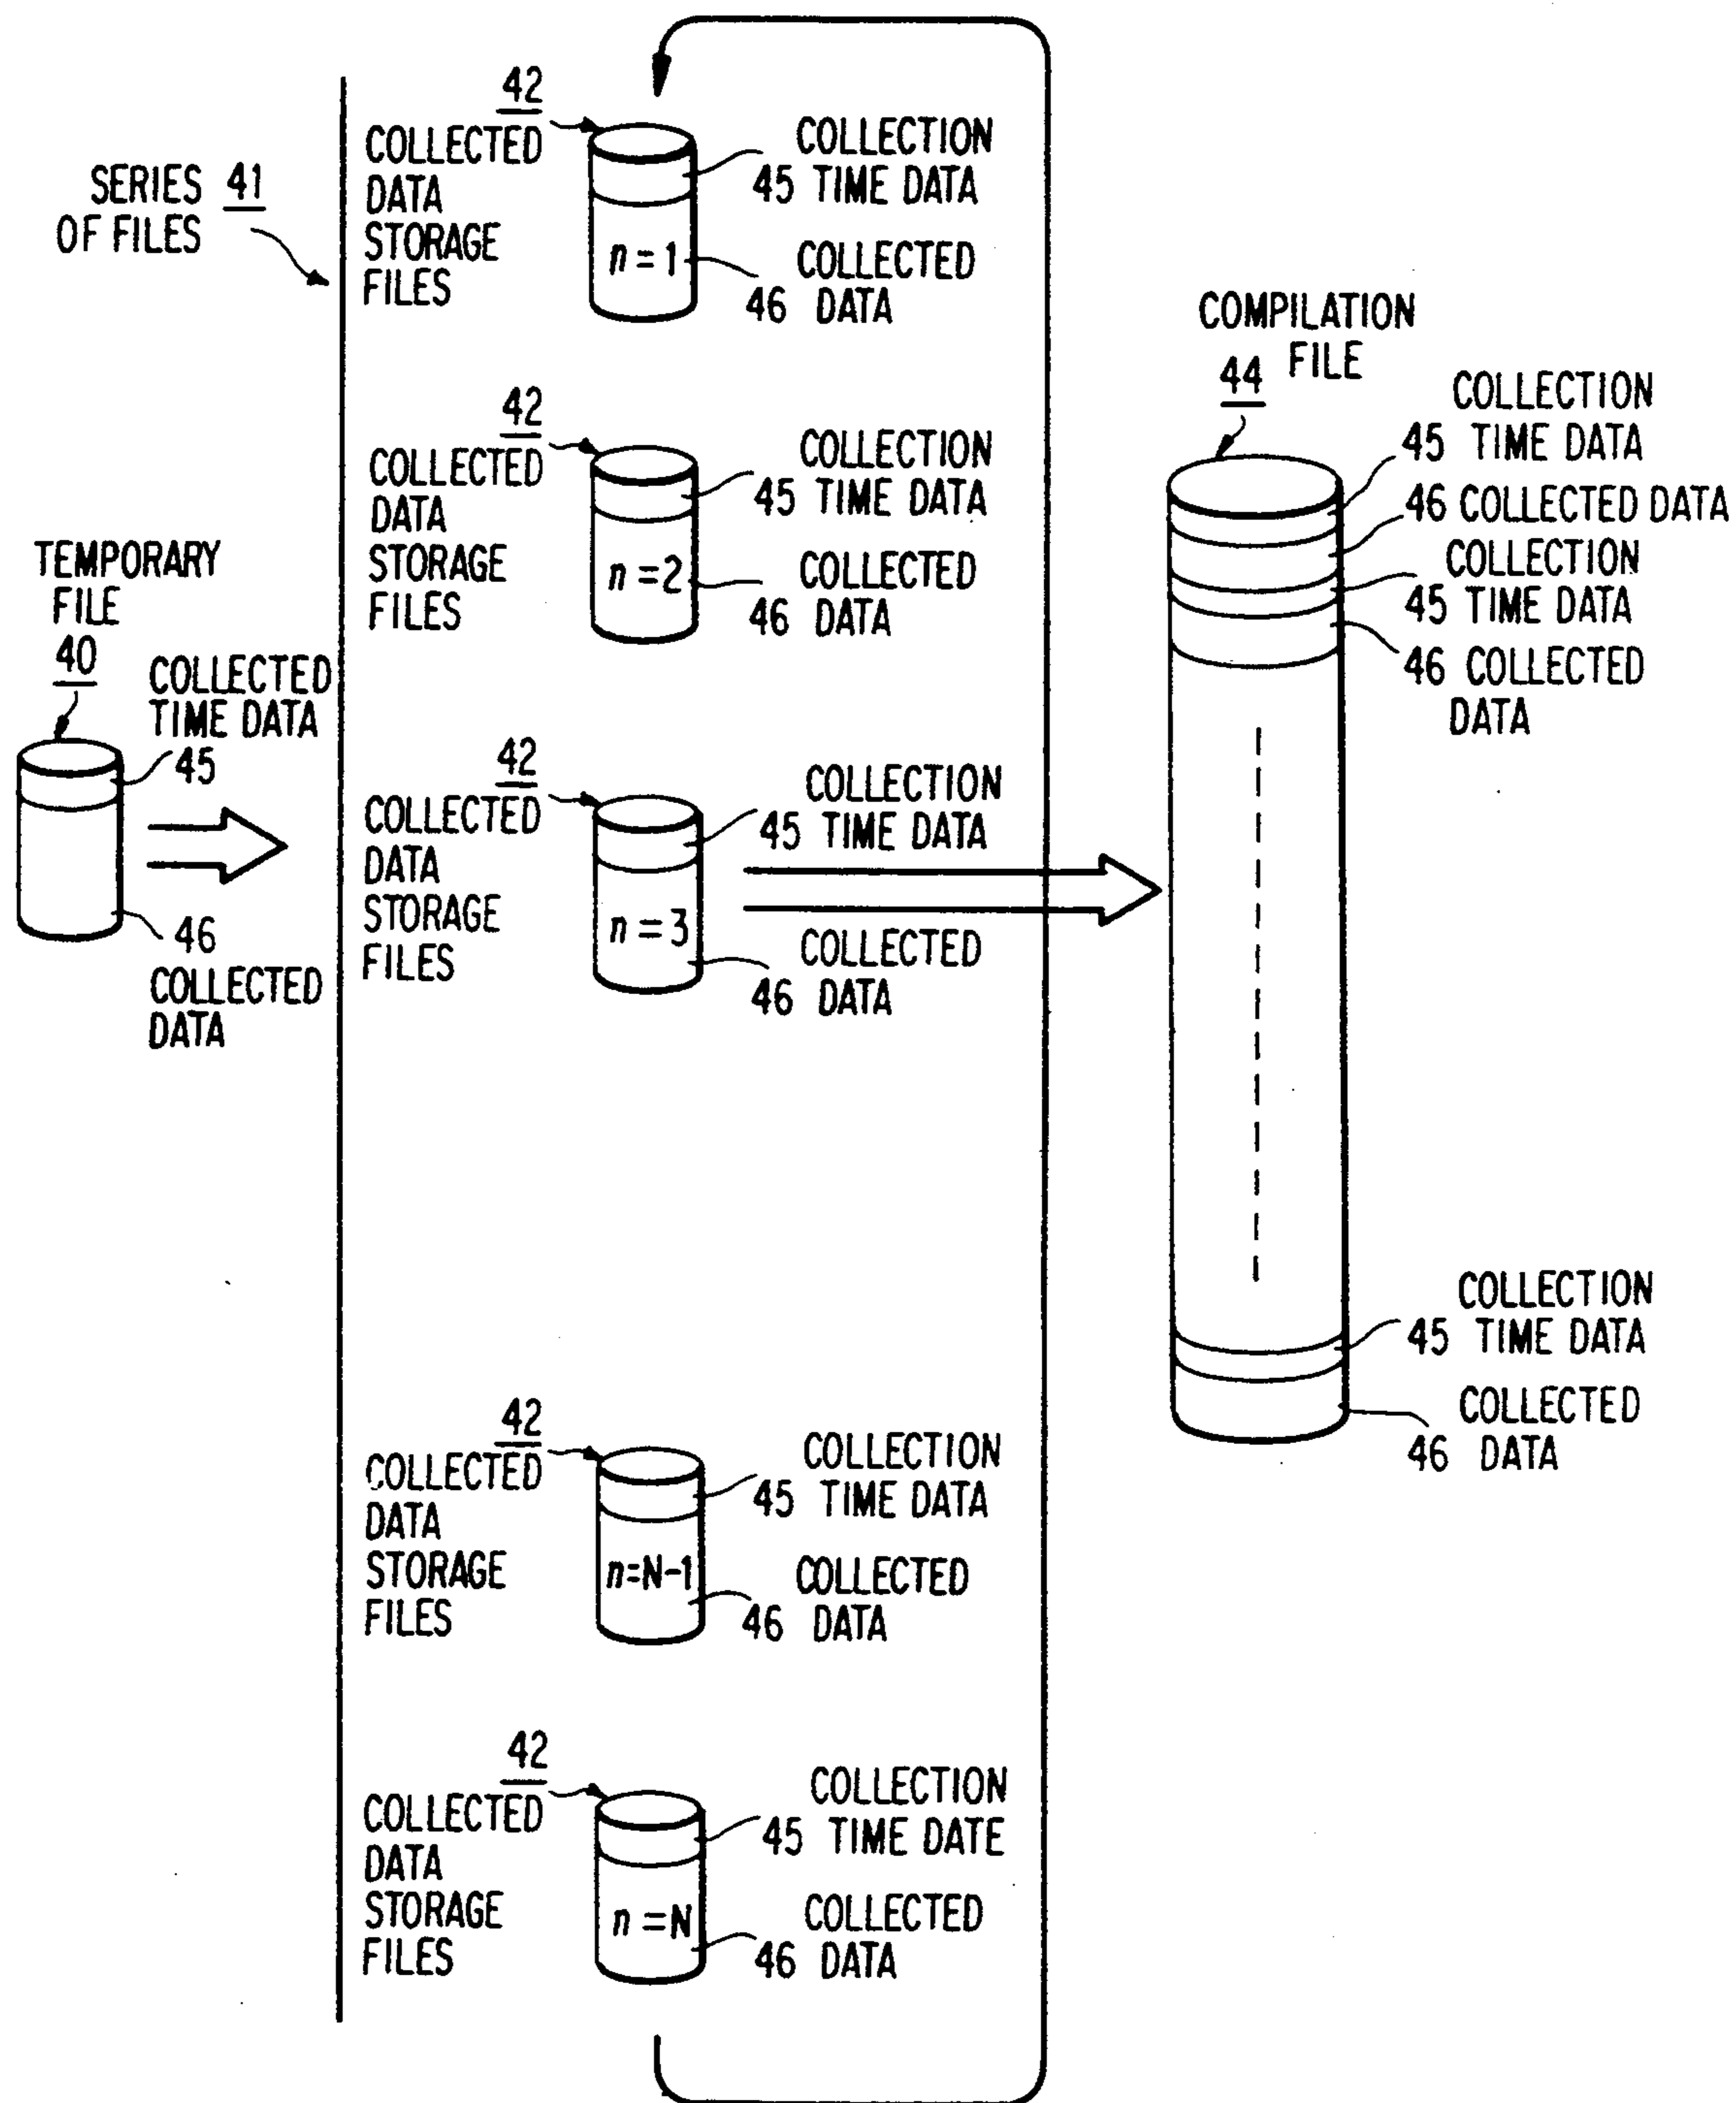 SERIES 41
OF FILES
TEMPORARY
FILE
40
COLLECTED
TIME DATA
45
46
COLLECTED
DATA
42
COLLECTED
DATA
STORAGE
FILES
n = 1
COLLECTION
45 TIME DATA
COLLECTED
46 DATA
42
COLLECTED
DATA
STORAGE
FILES
n = 2
COLLECTION
45 TIME DATA
COLLECTED
46 DATA
42
COLLECTED
DATA
STORAGE
FILES
n = 3
COLLECTION
45 TIME DATA
COLLECTED
46 DATA
42
COLLECTED
DATA
STORAGE
FILES
n=N-1
COLLECTION
45 TIME DATA
COLLECTED
46 DATA
42
COLLECTED
DATA
STORAGE
FILES
n = N
COLLECTION
45 TIME DATE
COLLECTED
46 DATA
COMPILATION
44 FILE
COLLECTION
45 TIME DATA
46 COLLECTED DATA
COLLECTION
45 TIME DATA
46 COLLECTED
DATA
COLLECTION
45 TIME DATA
COLLECTED
46 DATA